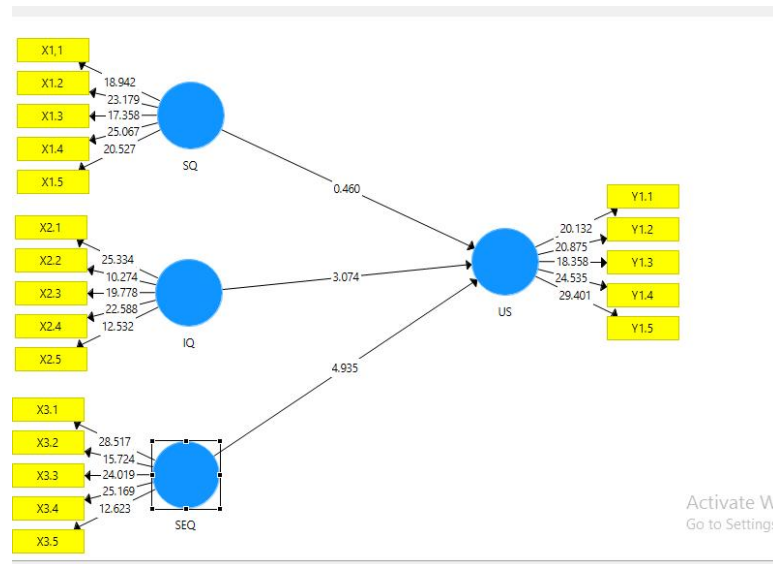 X1,1
X1.2
X1.3
X1.4
X1.5
18.942
23.179
17.358
25.067
20.527
SQ
0.460
X2.1
X2.2
X2.3
X2.4
X2.5
25.334
10.274
19.778
22.588
12.532
IQ
3.074
X3.1
X3.2
X3.3
X3.4
X3.5
28.517
15.724
24.019
25.169
12.623
SEQ
4.935
US
20.132
20.875
18.358
24.535
29.401
Y1.1
Y1.2
Y1.3
Y1.4
Y1.5
Activate W
Go to Settings